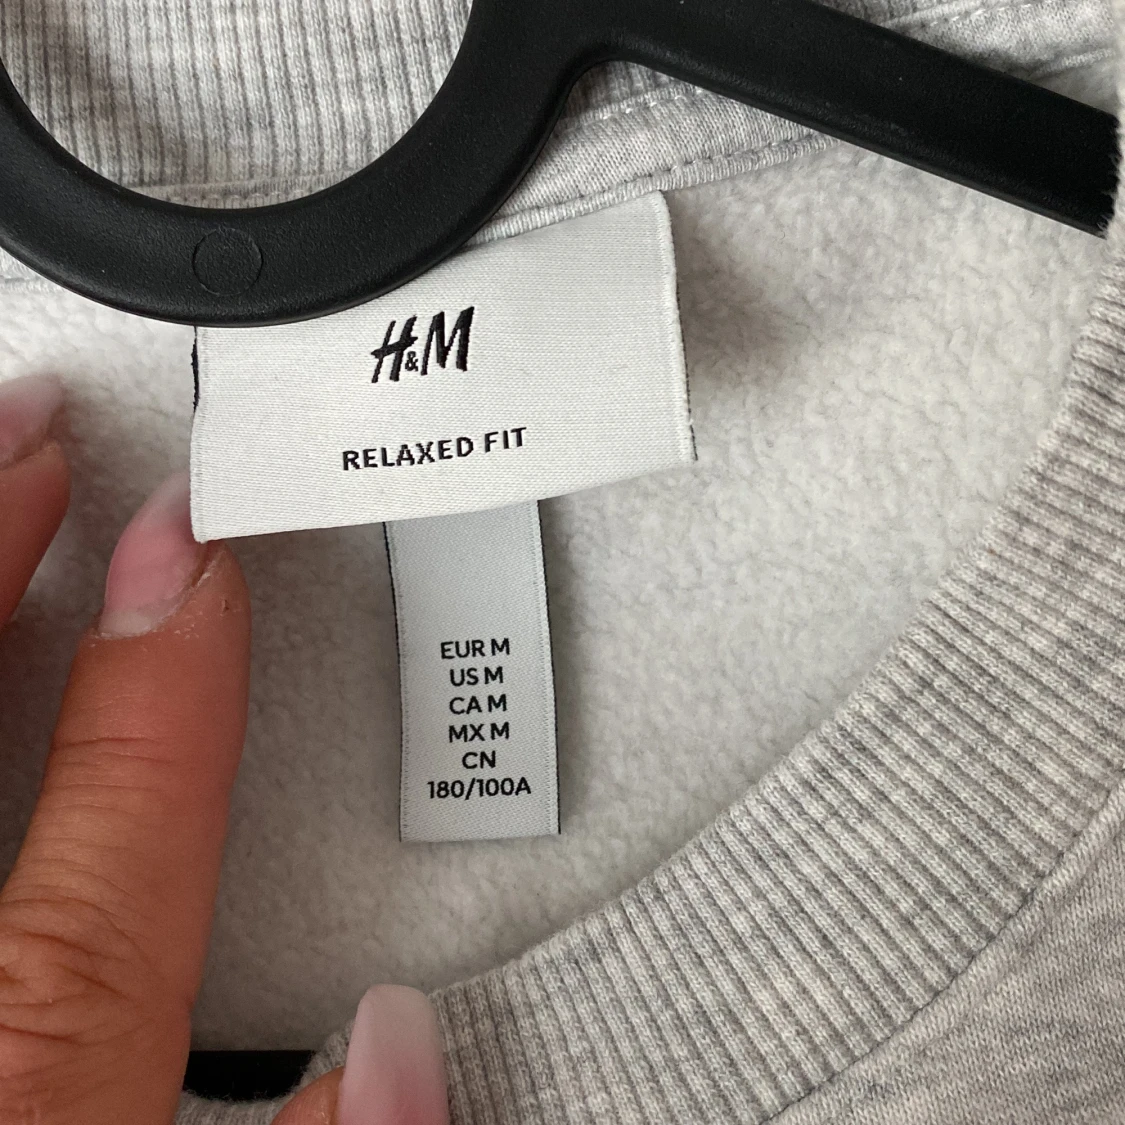 H&M
RELAXED FIT
EUR M
US M
CA M
MX M
CN
180/100A